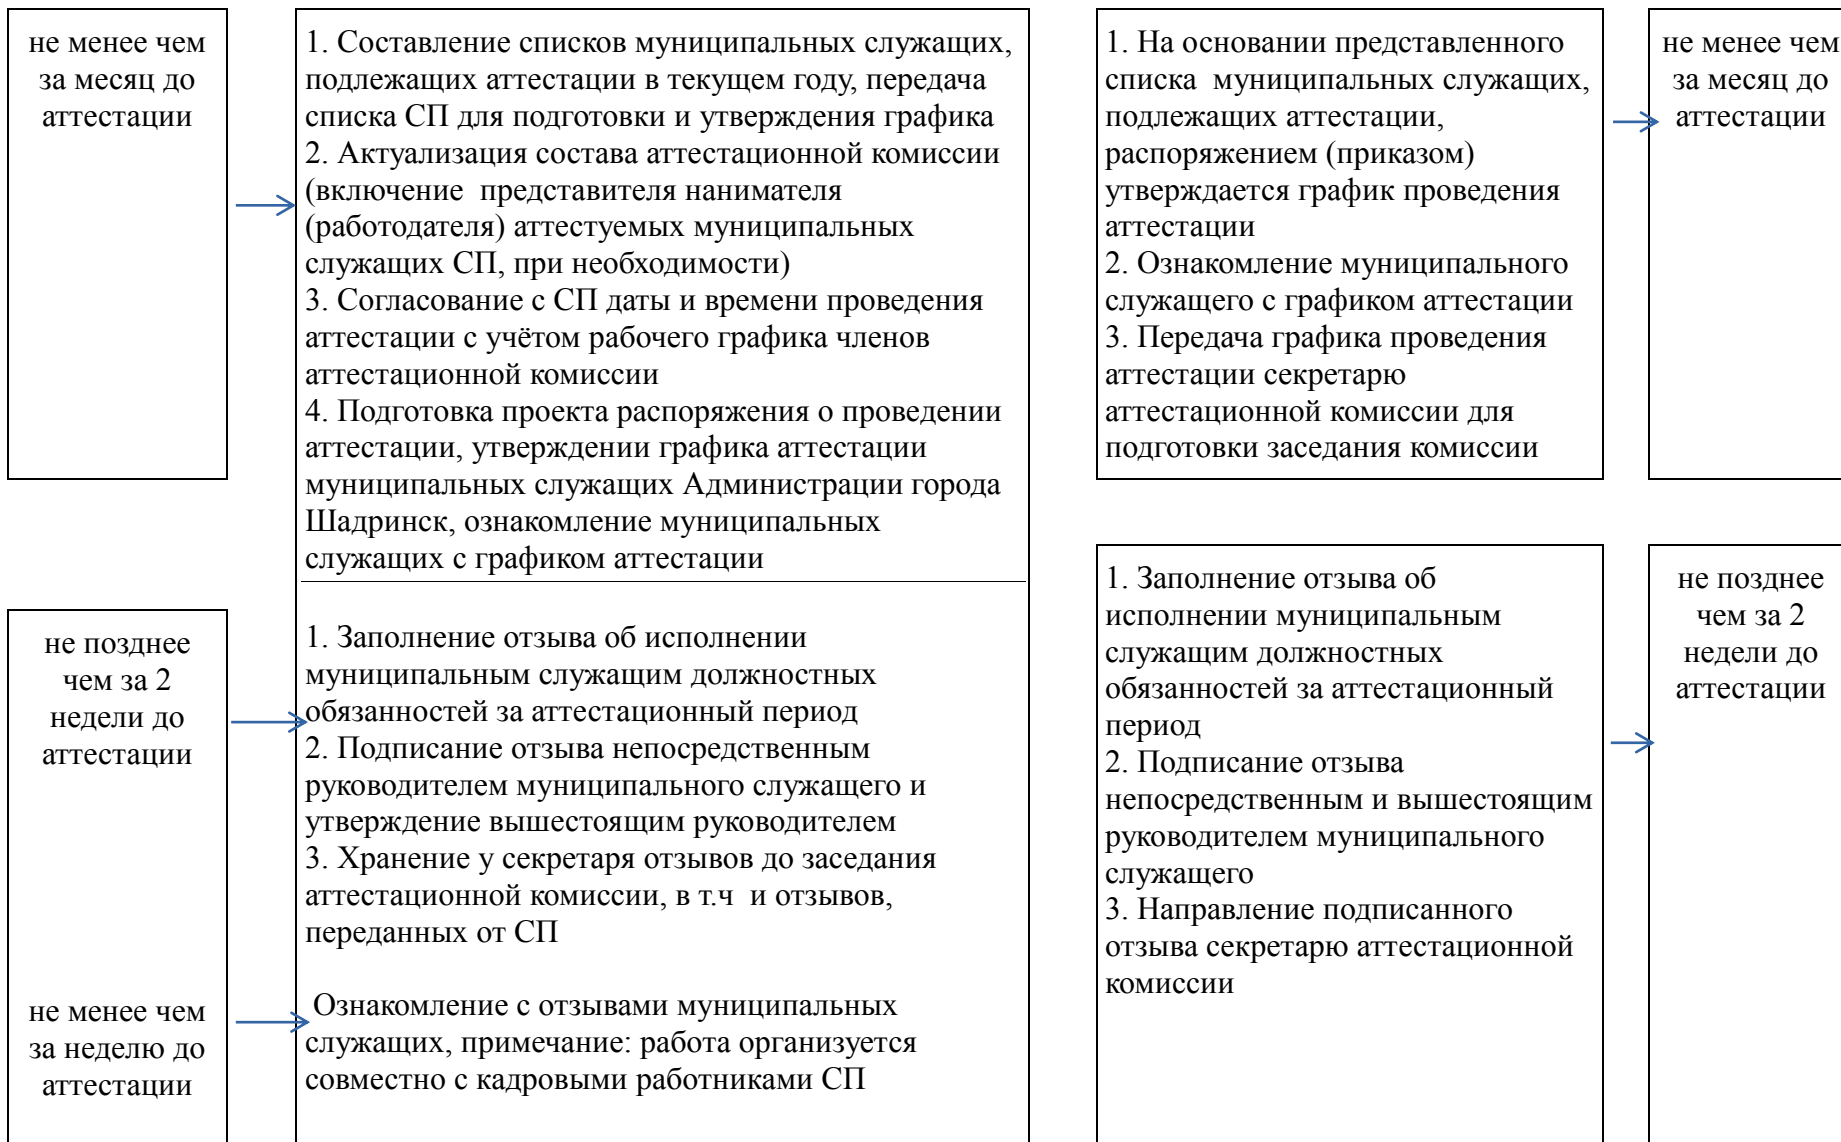 не менее чем
за месяц до
аттестации
1. Составление списков муниципальных служащих,
подлежащих аттестации в текущем году, передача
списка СП для подготовки и утверждения графика
2. Актуализация состава аттестационной комиссии
(включение представителя нанимателя
(работодателя) аттестуемых муниципальных
служащих СП, при необходимости)
3. Согласование с СП даты и времени проведения
аттестации с учётом рабочего графика членов
аттестационной комиссии
4. Подготовка проекта распоряжения о проведении
аттестации, утверждении графика аттестации
муниципальных служащих Администрации города
Шадринск, ознакомление муниципальных
служащих с графиком аттестации
1. На основании представленного
списка муниципальных служащих,
подлежащих аттестации,
распоряжением (приказом)
утверждается график проведения
аттестации
2. Ознакомление муниципального
служащего с графиком аттестации
3. Передача графика проведения
аттестации секретарю
аттестационной комиссии для
подготовки заседания комиссии
не менее чем
за месяц до
аттестации
не позднее
чем за 2
недели до
аттестации
1. Заполнение отзыва об исполнении
муниципальным служащим должностных
обязанностей за аттестационный период
2. Подписание отзыва непосредственным
руководителем муниципального служащего и
утверждение вышестоящим руководителем
3. Хранение у секретаря отзывов до заседания
аттестационной комиссии, в т.ч и отзывов,
переданных от СП
1. Заполнение отзыва об
исполнении муниципальным
служащим должностных
обязанностей за аттестационный
период
2. Подписание отзыва
непосредственным и вышестоящим
руководителем муниципального
служащего
3. Направление подписанного
отзыва секретарю аттестационной
комиссии
не позднее
чем за 2
недели до
аттестации
не менее чем
за неделю до
аттестации
Ознакомление с отзывами муниципальных
служащих, примечание: работа организуется
совместно с кадровыми работниками СП